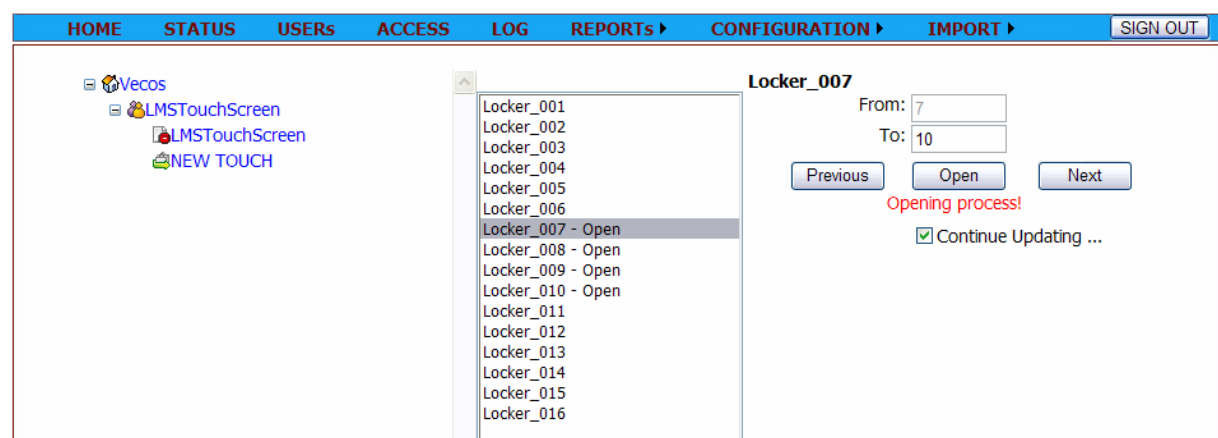 HOME STATUS USERs ACCESS LOG REPORTs CONFIGURATION IMPORT SIGN OUT
Vecos
LMSTouchScreen
LMSTouchScreen
NEW TOUCH
Locker_001
Locker_002
Locker_003
Locker_004
Locker_005
Locker_006
Locker_007 - Open
Locker_008 - Open
Locker_009 - Open
Locker_010 - Open
Locker_011
Locker_012
Locker_013
Locker_014
Locker_015
Locker_016
Locker_007
From: 7
To: 10
Previous Open Next
Opening process!
Continue Updating ...